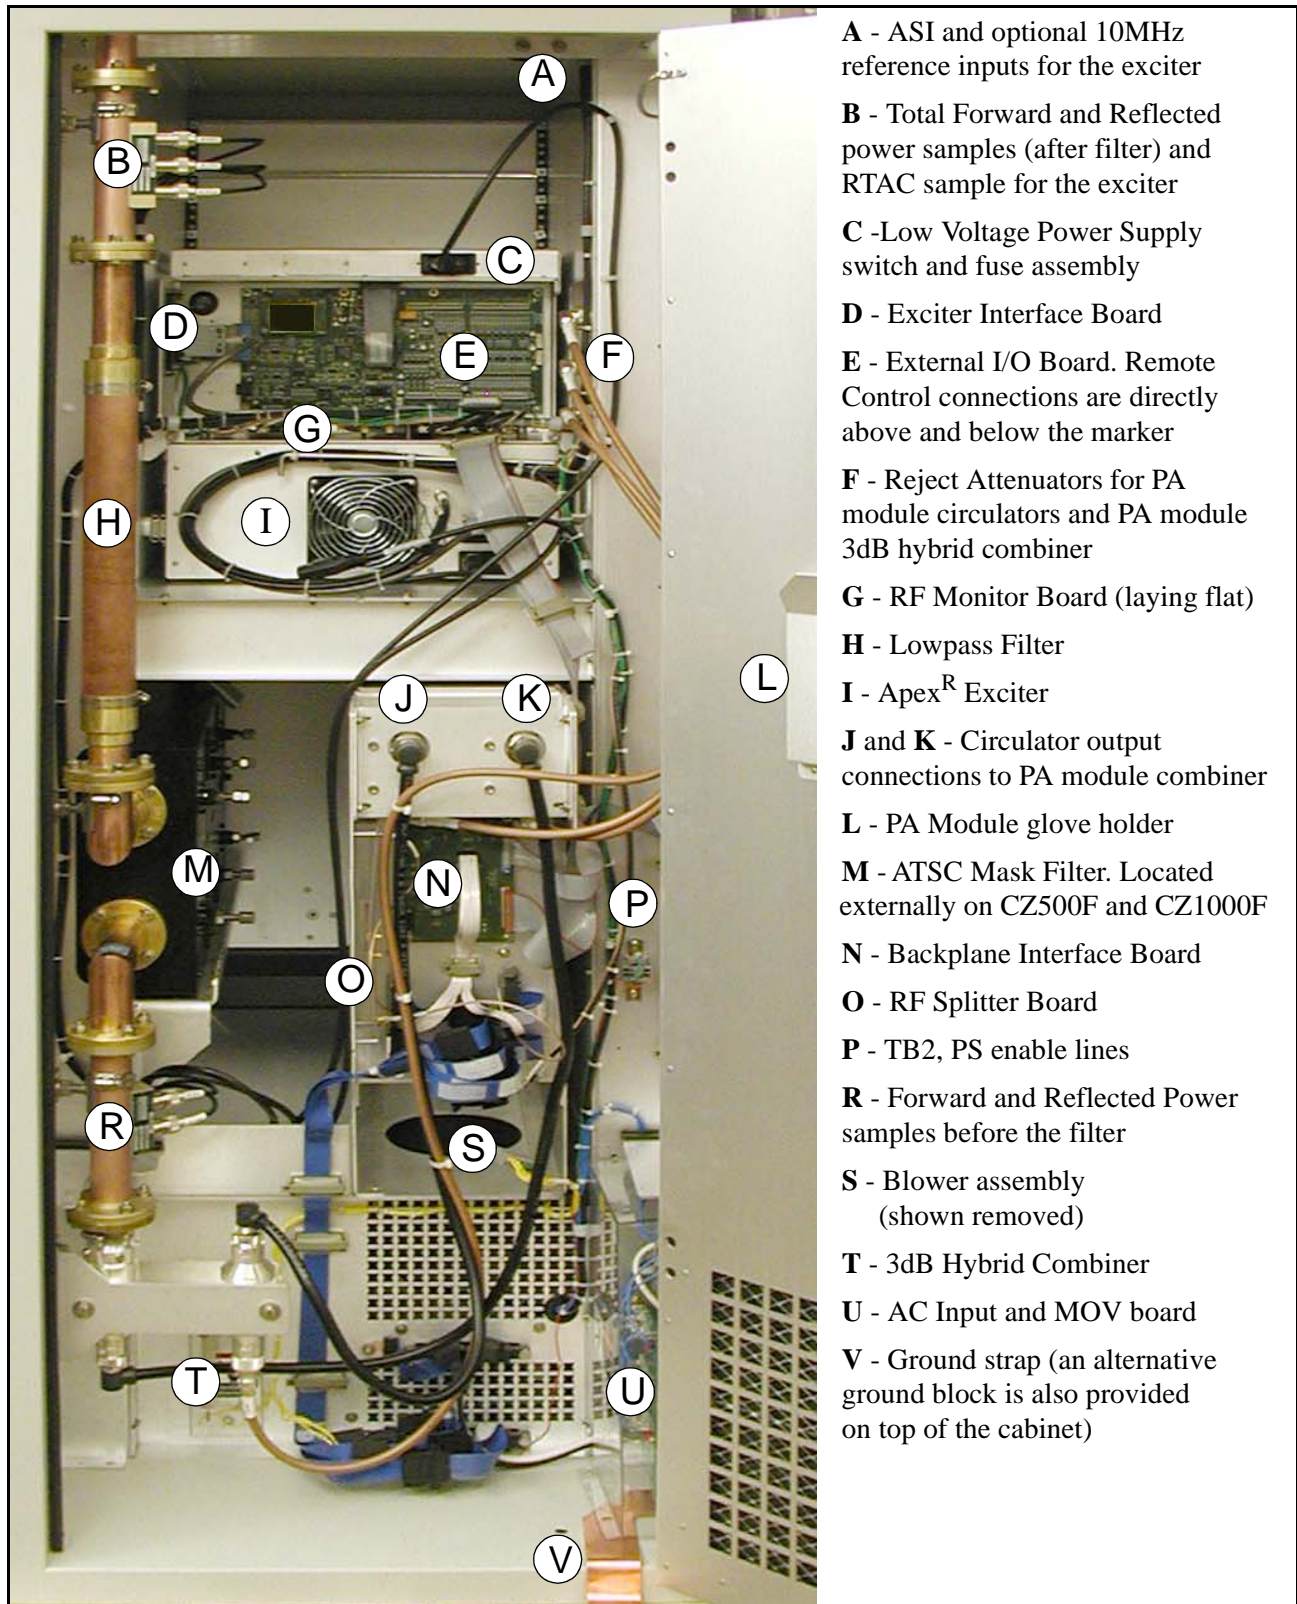 A - ASI and optional 10MHz
reference inputs for the exciter
B - Total Forward and Reflected
power samples (after filter) and
RTAC sample for the exciter
C -Low Voltage Power Supply
switch and fuse assembly
D - Exciter Interface Board
E - External I/O Board. Remote
Control connections are directly
above and below the marker
F - Reject Attenuators for PA
module circulators and PA module
3dB hybrid combiner
G - RF Monitor Board (laying flat)
H - Lowpass Filter
I - Apex^R Exciter
J and K - Circulator output
connections to PA module combiner
L - PA Module glove holder
M - ATSC Mask Filter. Located
externally on CZ500F and CZ1000F
N - Backplane Interface Board
O - RF Splitter Board
P - TB2, PS enable lines
R - Forward and Reflected Power
samples before the filter
S - Blower assembly
(shown removed)
T - 3dB Hybrid Combiner
U - AC Input and MOV board
V - Ground strap (an alternative
ground block is also provided
on top of the cabinet)
A
B
C
D
E
F
G
H
I
J
K
L
M
N
O
P
R
S
T
U
V